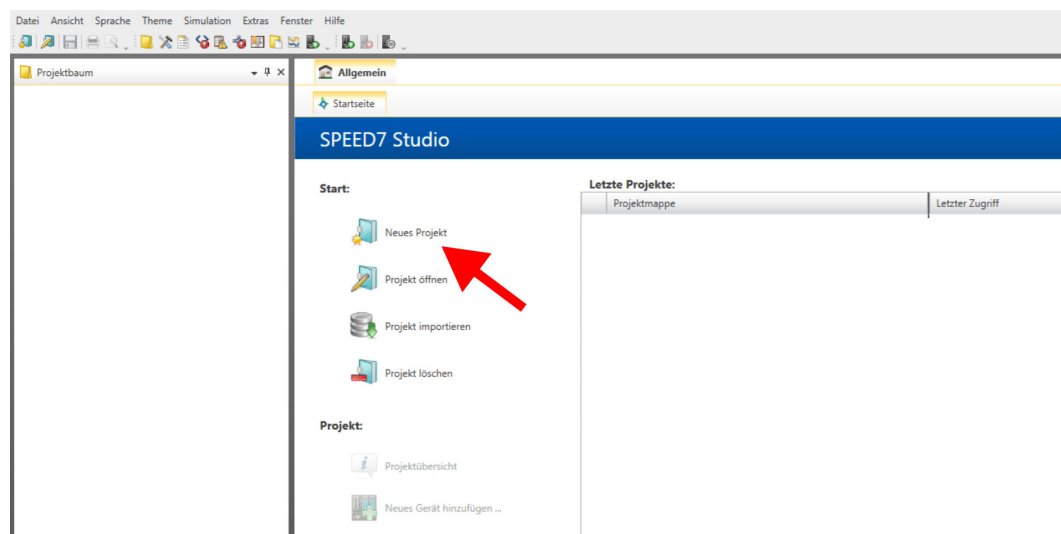 Datei Ansicht Sprache Theme Simulation Extras Fenster Hilfe
Projektbaum
Allgemein
Startseite
SPEED7 Studio
Start:
Neues Projekt
Projekt öffnen
Projekt importieren
Projekt löschen
Projekt:
Projektübersicht
Neues Gerät hinzufügen ...
Letzte Projekte:
Projektmappe Letzter Zugriff